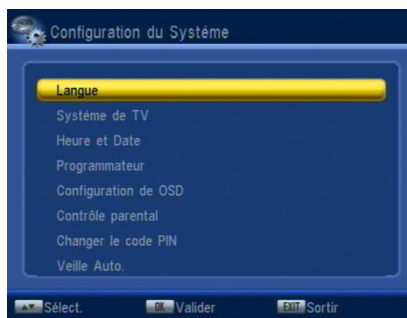 Configuration du Système
Langue
Système de TV
Heure et Date
Programmateur
Configuration de OSD
Contrôle parental
Changer le code PIN
Veille Auto.
▲▼ Sélect. OK Valider EXIT Sortir